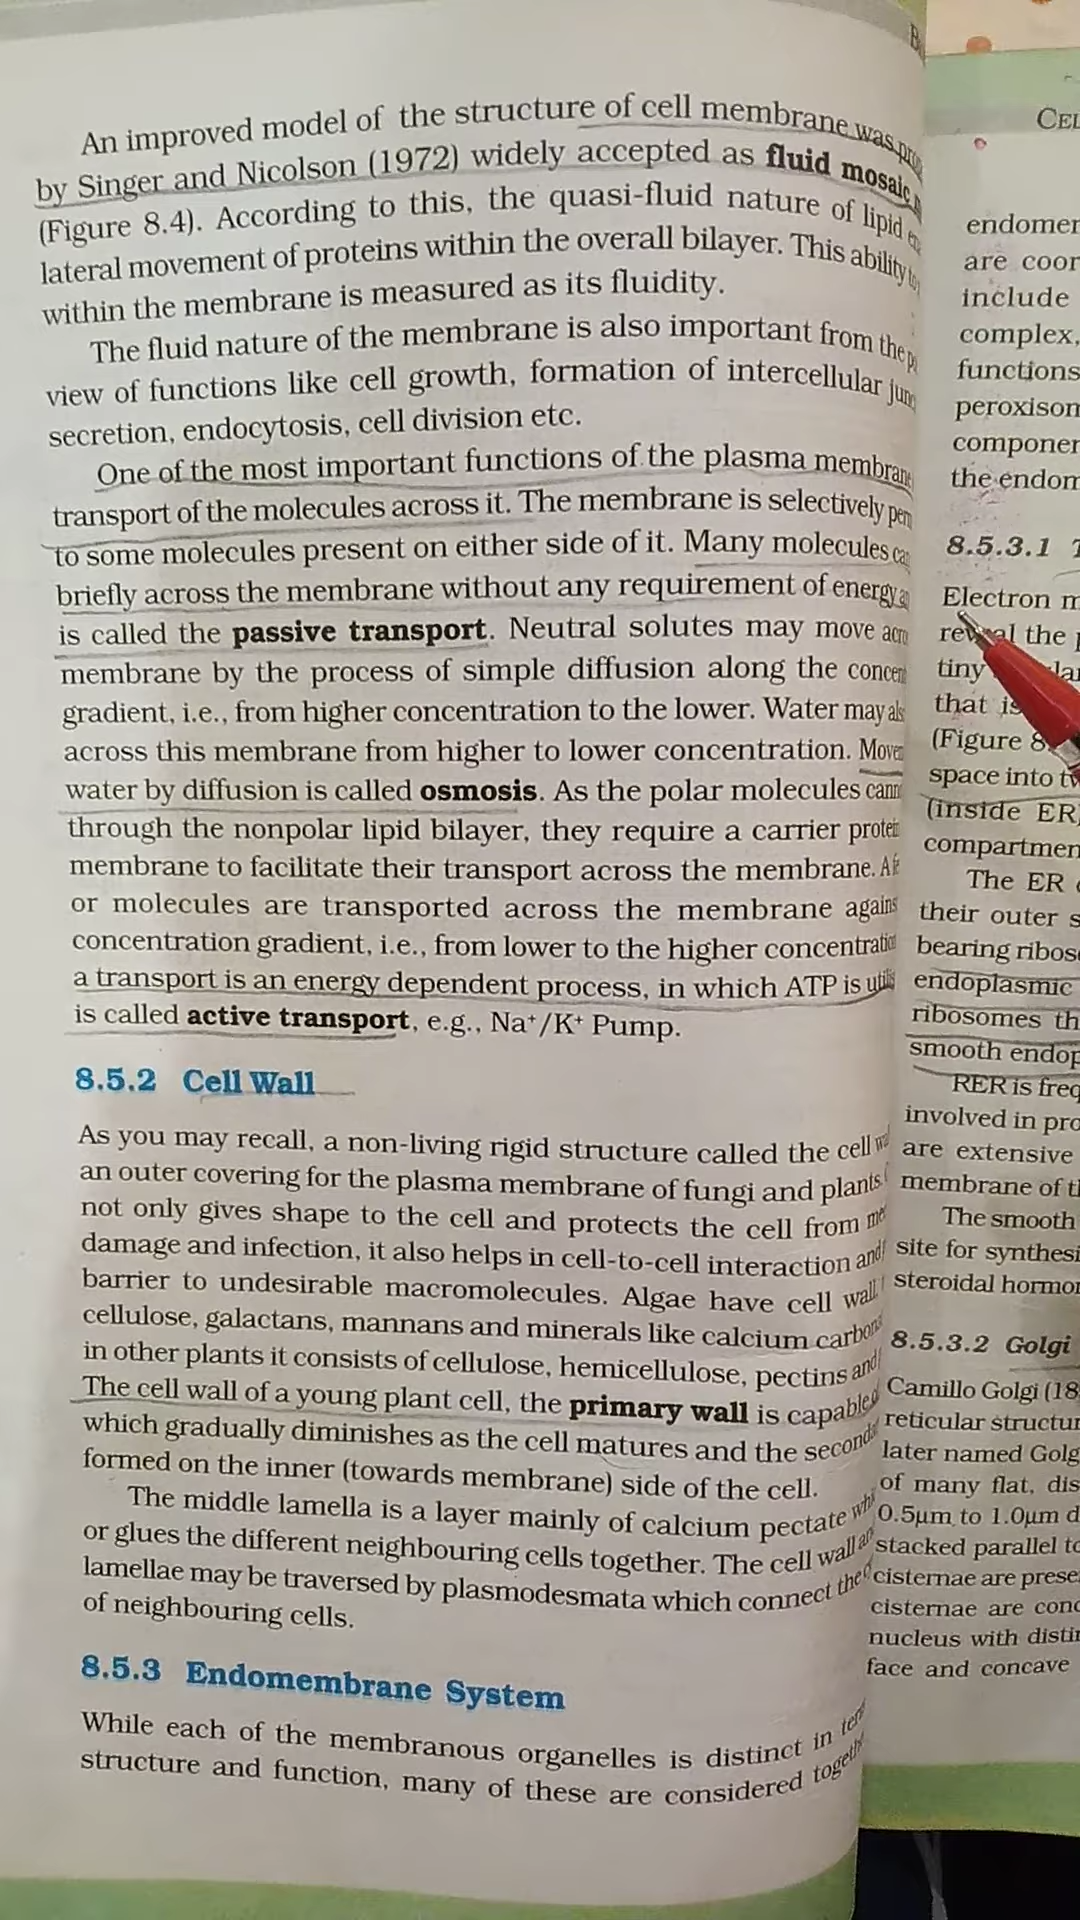 An improved model of the structure of cell membrane was
by Singer and Nicolson (1972) widely accepted as fluid mosaic
(Figure 8.4). According to this, the quasi-fluid nature of lipid
lateral movement of proteins within the overall bilayer. This ability
within the membrane is measured as its fluidity.
The fluid nature of the membrane is also important from the
view of functions like cell growth, formation of intercellular
secretion, endocytosis, cell division etc.
One of the most important functions of the plasma
transport of the molecules across it. The membrane is selectively
to some molecules present on either side of it. Many molecules
briefly across the membrane without any requirement of energy
is called the passive transport. Neutral solutes may move
membrane by the process of simple diffusion along the
gradient, i.e., from higher concentration to the lower. Water may
across this membrane from higher to lower concentration.
water by diffusion is called osmosis. As the polar molecules
through the nonpolar lipid bilayer, they require a carrier
membrane to facilitate their transport across the membrane. A
or molecules are transported across the membrane
concentration gradient, i.e., from lower to the higher
a transport is an energy dependent process, in which ATP is
is called active transport, e.g., Na⁺/K⁺ Pump.
8.5.2 Cell Wall
As you may recall, a non-living rigid structure called the cell
an outer covering for the plasma membrane of fungi and plants.
not only gives shape to the cell and protects the cell from
damage and infection, it also helps in cell-to-cell interaction and
barrier to undesirable macromolecules. Algae have cell wall
cellulose, galactans, mannans and minerals like calcium
in other plants it consists of cellulose, hemicellulose, pectins and
The cell wall of a young plant cell, the primary wall is capable
which gradually diminishes as the cell matures and the
formed on the inner (towards membrane) side of the cell.
The middle lamella is a layer mainly of calcium pectate
or glues the different neighbouring cells together. The cell wall
lamellae may be traversed by plasmodesmata which connect the
of neighbouring cells.
8.5.3 Endomembrane System
While each of the membranous organelles is distinct in
structure and function, many of these are considered
are coor
include
complex,
functions
the endom
8.5.3.1
Electron m
the
tiny
that is
(Figure 8
space into
(inside ER
compartmen
The ER
their outer s
bearing ribos
endoplasmic
ribosomes th
smooth endop
RER is freq
involved in pro
are extensive
membrane of
The smooth
site for synthesi
steroidal hormon
8.5.3.2 Golgi
Camillo Golgi (18
reticular structur
later named Golg
of many flat, dis
0.5μm to 1.0μm d
stacked parallel to
cisternae are prese
cisternae are conc
nucleus with distin
face and concave